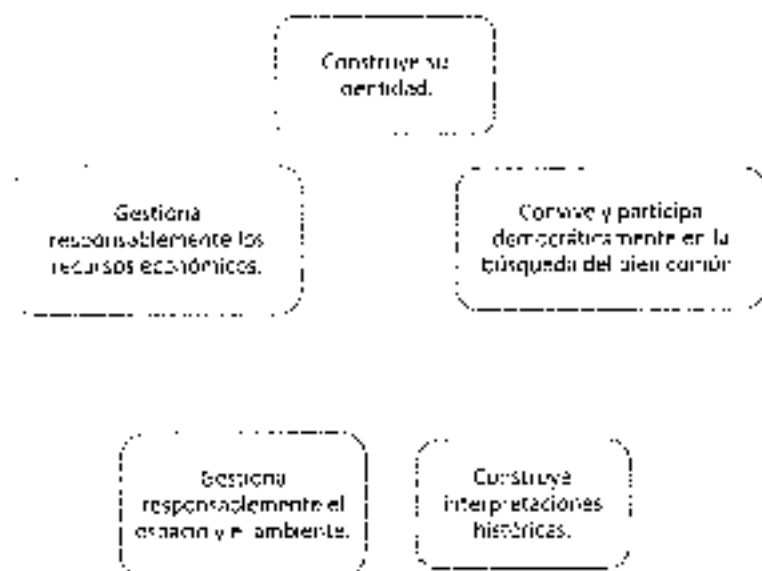 Construye su
identidad.
Gestiona
responsablemente los
recursos económicos.
Convive y participa
democráticamente en la
búsqueda del bien común
Gestiona
responsablemente el
espacio y el ambiente.
Construye
interpretaciones
históricas.